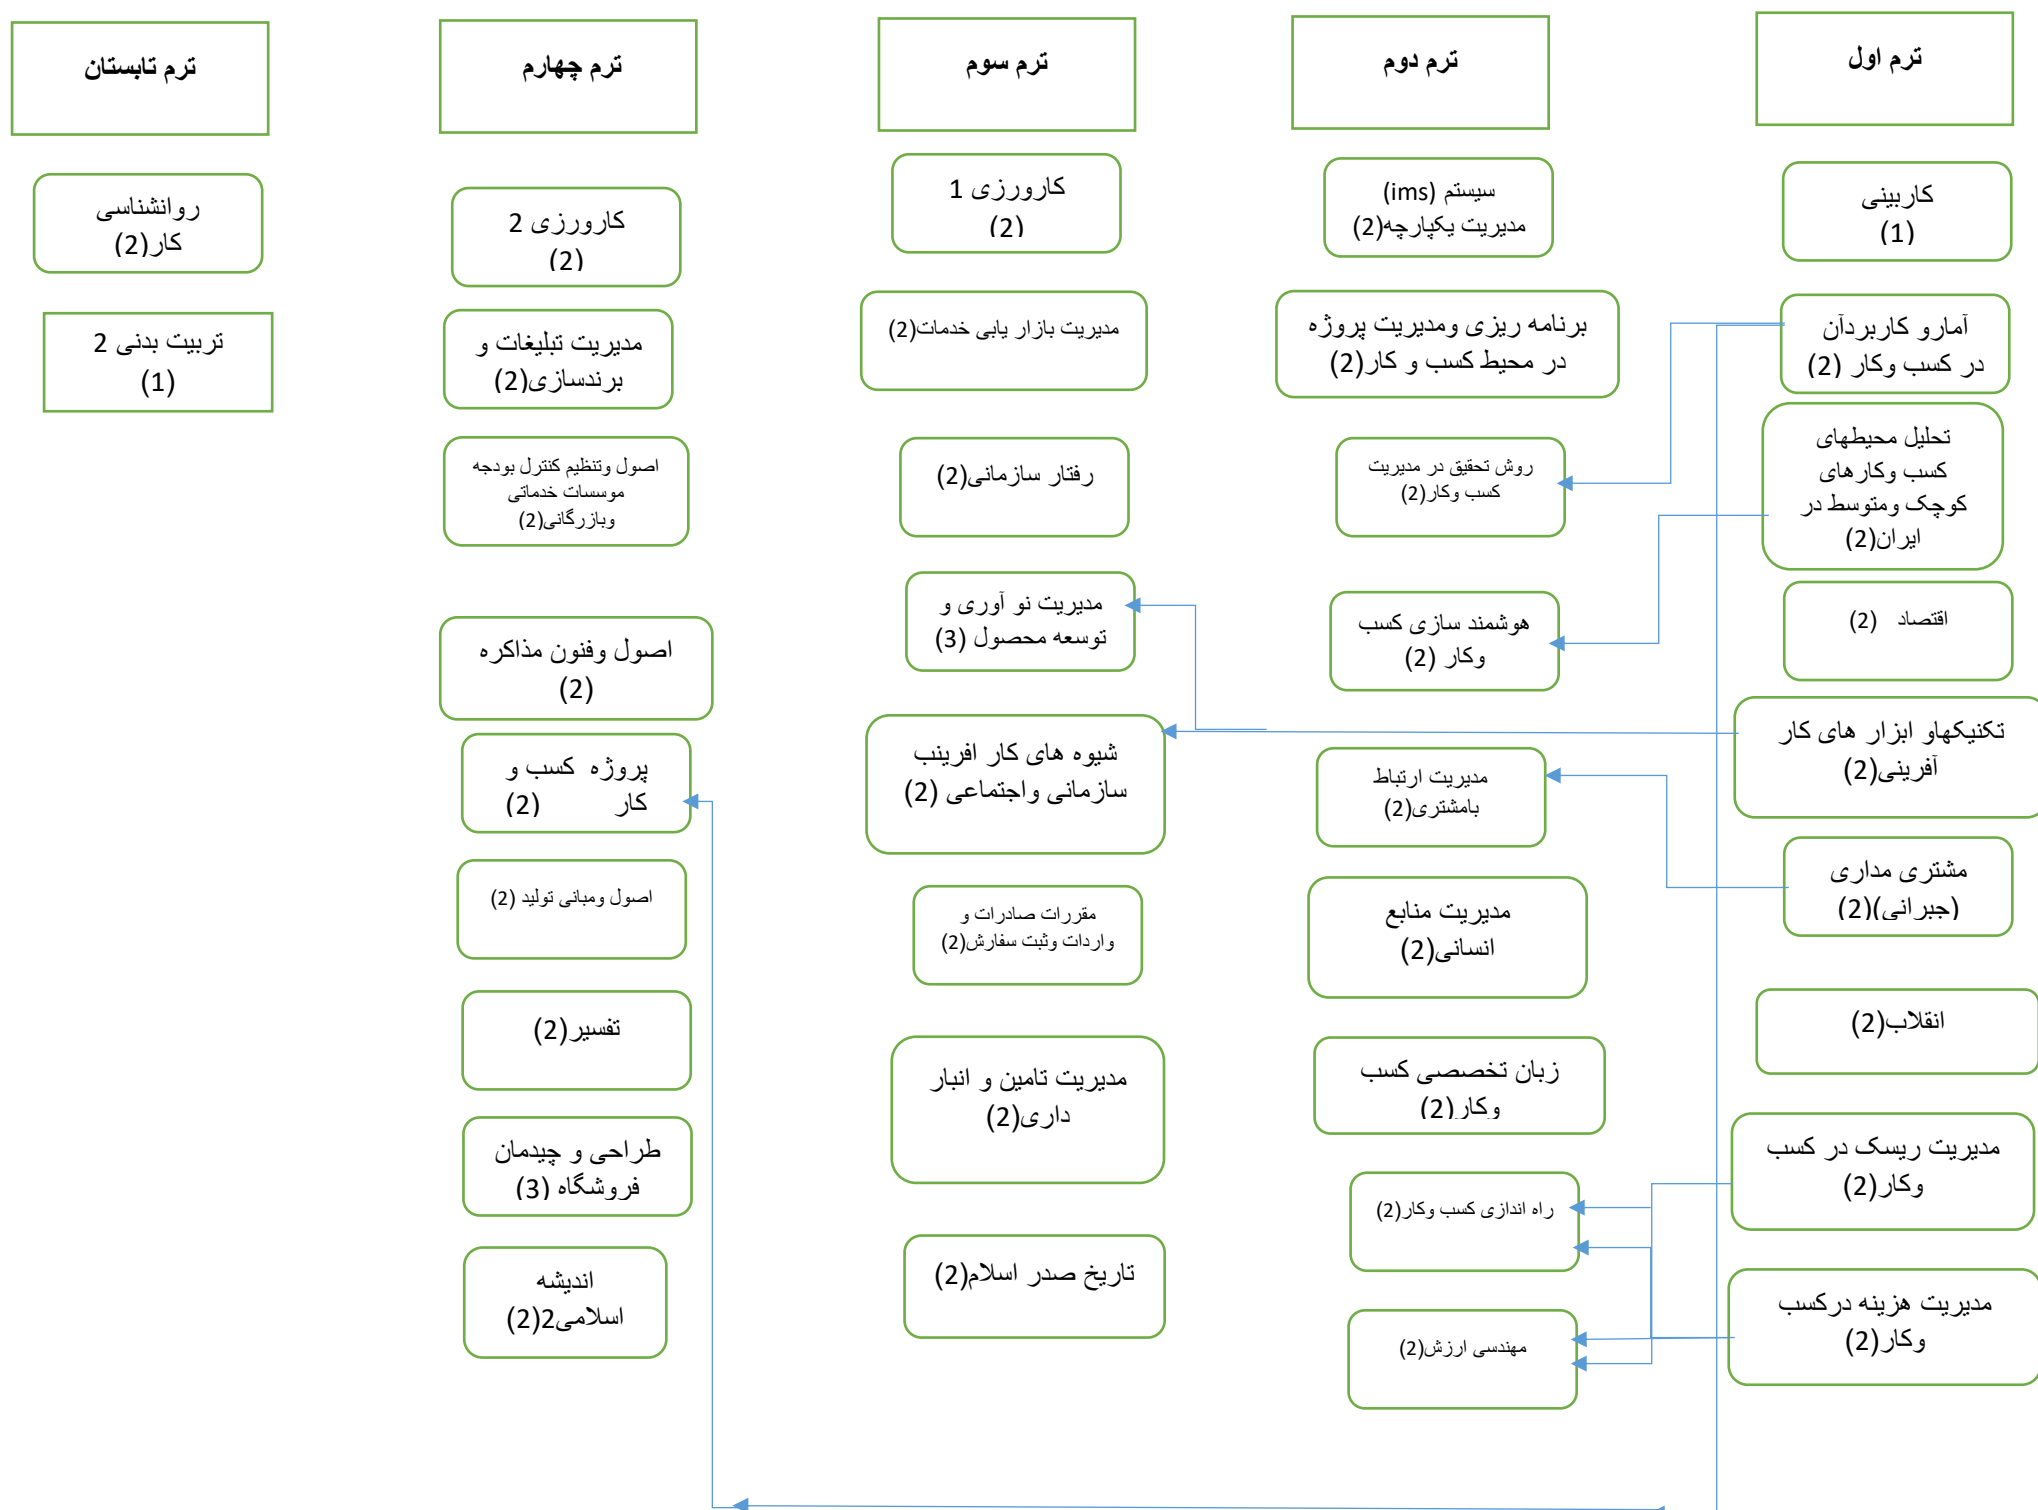 ترم اول
ترم دوم
ترم سوم
ترم چهارم
ترم تابستان
کاربینی
(1)
آمارو کاربردآن
در کسب وکار (2)
تحلیل محیطهای
کسب وکارهای
کوچک ومتوسط در
ایران(2)
اقتصاد (2)
تکنیکهاو ابزار های کار
آفرینی(2)
مشتری مداری
(جبرانی)(2)
انقلاب(2)
مدیریت ریسک در کسب
وکار(2)
مدیریت هزینه درکسب
وکار(2)
سیستم (ims)
مدیریت یکپارچه(2)
برنامه ریزی ومدیریت پروژه
در محیط کسب و کار(2)
روش تحقیق در مدیریت
کسب وکار(2)
هوشمند سازی کسب
وکار (2)
مدیریت ارتباط
بامشتری(2)
مدیریت منابع
انسانی(2)
زبان تخصصی کسب
وکار(2)
راه اندازی کسب وکار(2)
مهندسی ارزش(2)
کارورزی 1
(2)
مدیریت بازار یابی خدمات(2)
رفتار سازمانی(2)
مدیریت نو آوری و
توسعه محصول (3)
شیوه های کار افرینب
سازمانی واجتماعی (2)
مقررات صادرات و
واردات وثبت سفارش(2)
مدیریت تامین و انبار
داری(2)
تاریخ صدر اسلام(2)
کارورزی 2
(2)
مدیریت تبلیغات و
برندسازی(2)
اصول وتنظیم کنترل بودجه
موسسات خدماتی
وبازرگانی(2)
اصول وفنون مذاکره
(2)
پروژه کسب و
کار (2)
اصول ومبانی تولید (2)
تفسیر(2)
طراحی و چیدمان
فروشگاه (3)
اندیشه
اسلامی2(2)
روانشناسی
کار(2)
تربیت بدنی 2
(1)